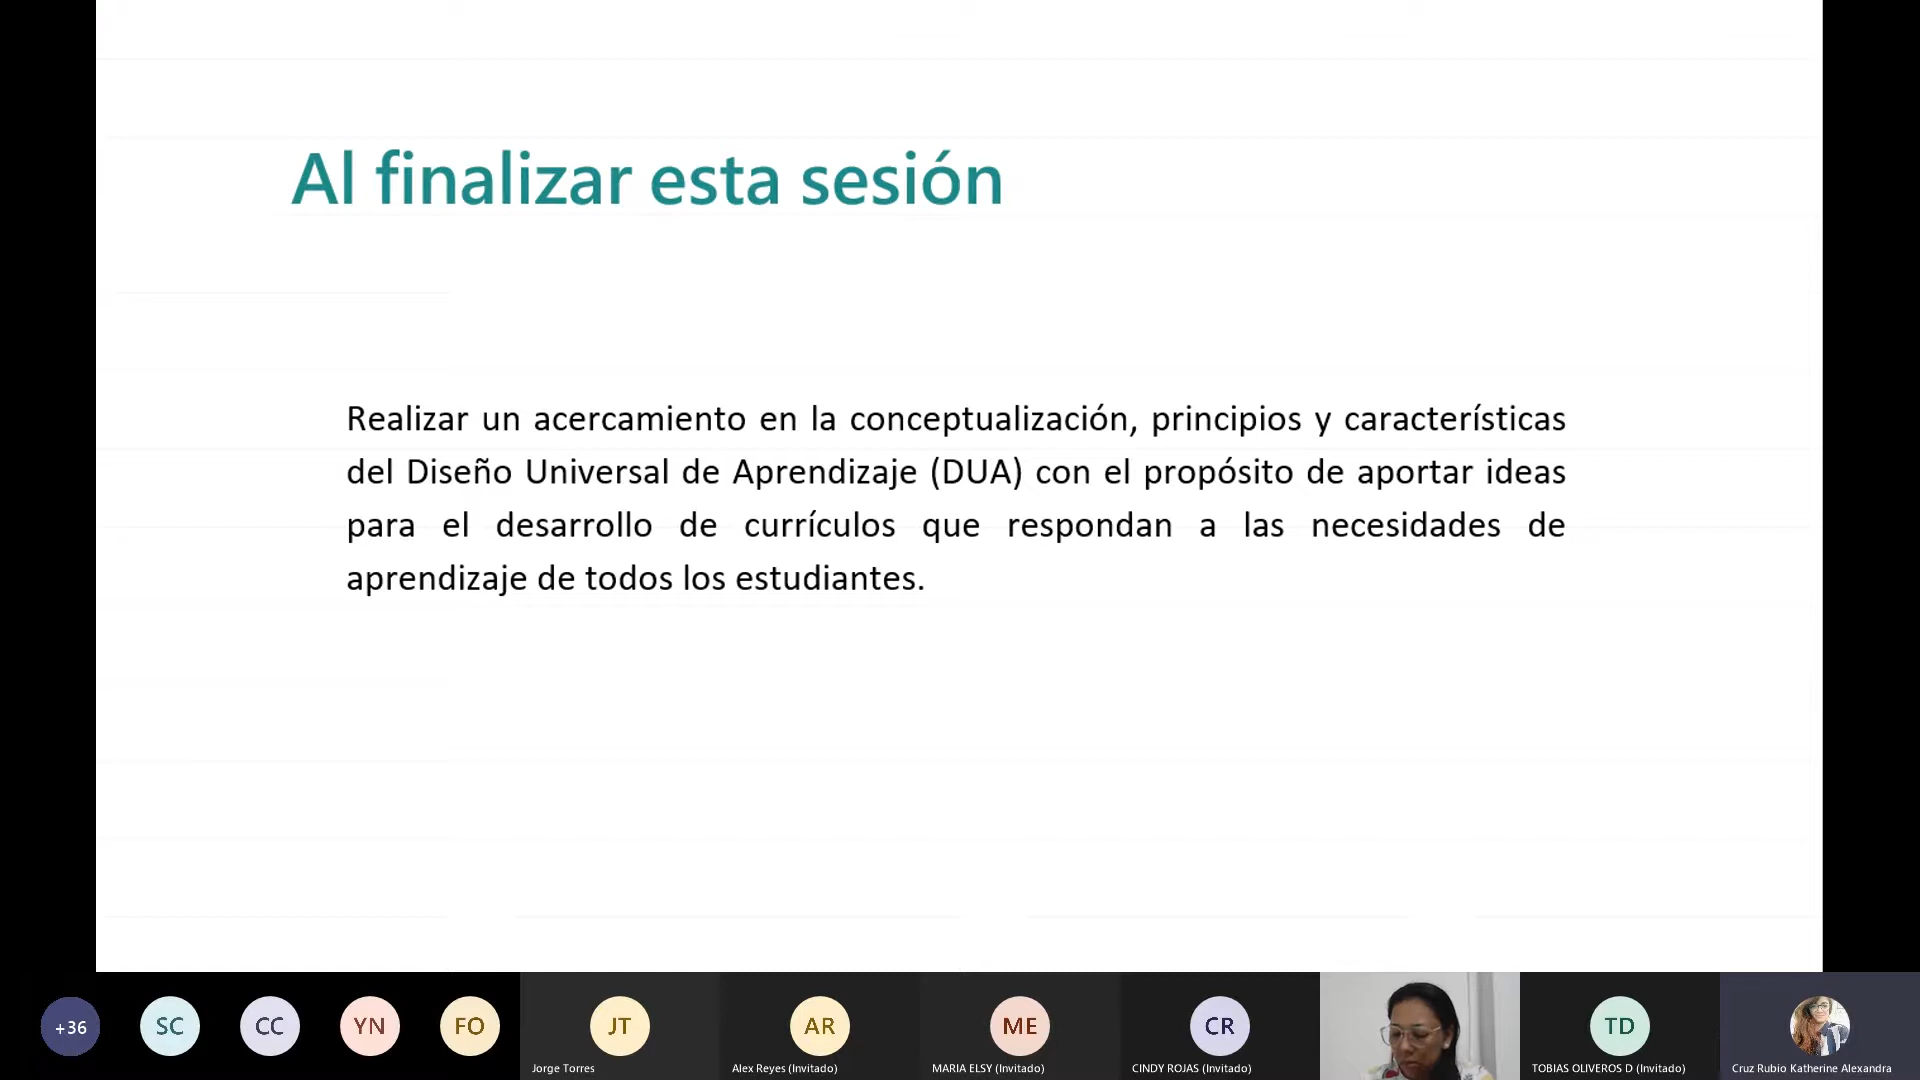 Al finalizar esta sesión
Realizar un acercamiento en la conceptualización, principios y características
del Diseño Universal de Aprendizaje (DUA) con el propósito de aportar ideas
para el desarrollo de currículos que respondan a las necesidades de
aprendizaje de todos los estudiantes.
+36
SC
CC
YN
FO
JT
AR
ME
CR
TD
Jorge Torres
Alex Reyes (Invitado)
MARIA ELSY (Invitado)
CINDY ROJAS (Invitado)
TOBIAS OLIVEROS D (Invitado)
Cruz Rubio Katherine Alexandra